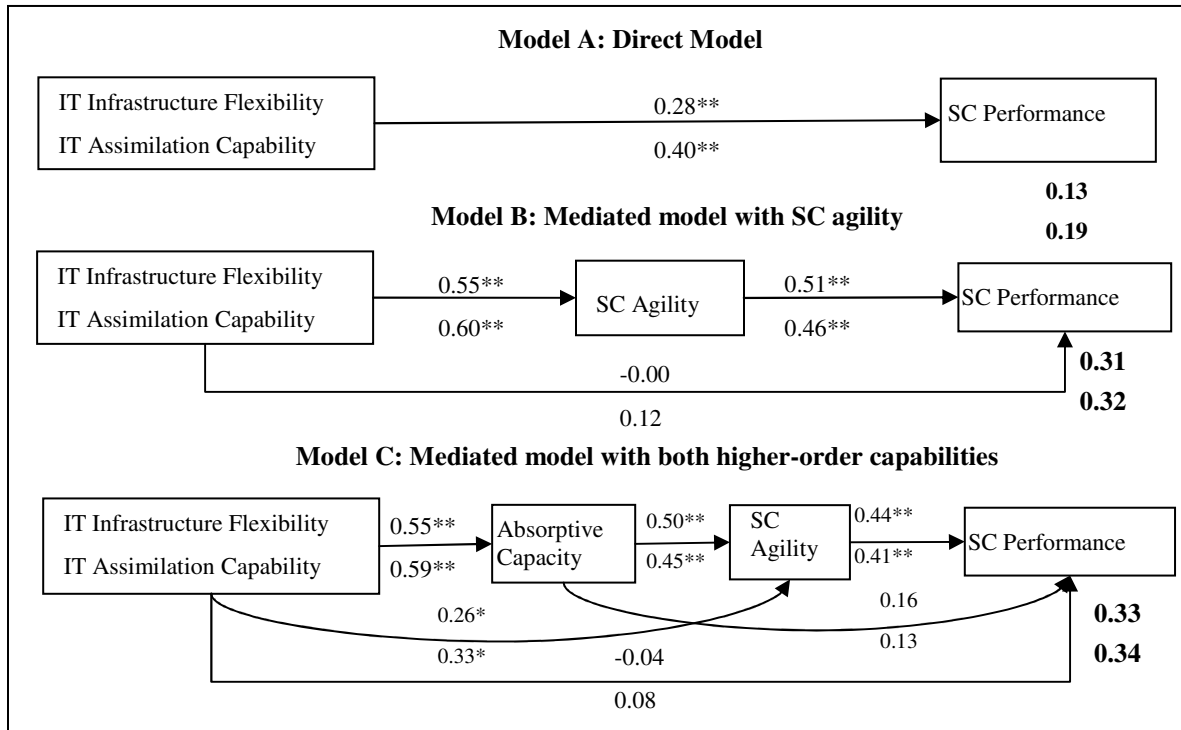 Model A: Direct Model
IT Infrastructure Flexibility
IT Assimilation Capability
0.28**
0.40**
SC Performance
0.13
0.19
Model B: Mediated model with SC agility
IT Infrastructure Flexibility
IT Assimilation Capability
0.55**
0.60**
SC Agility
0.51**
0.46**
SC Performance
-0.00
0.12
0.31
0.32
Model C: Mediated model with both higher-order capabilities
IT Infrastructure Flexibility
IT Assimilation Capability
0.55**
0.59**
Absorptive
Capacity
0.50**
0.45**
SC
Agility
0.44**
0.41**
SC Performance
0.26*
0.33*
0.16
0.13
-0.04
0.08
0.33
0.34